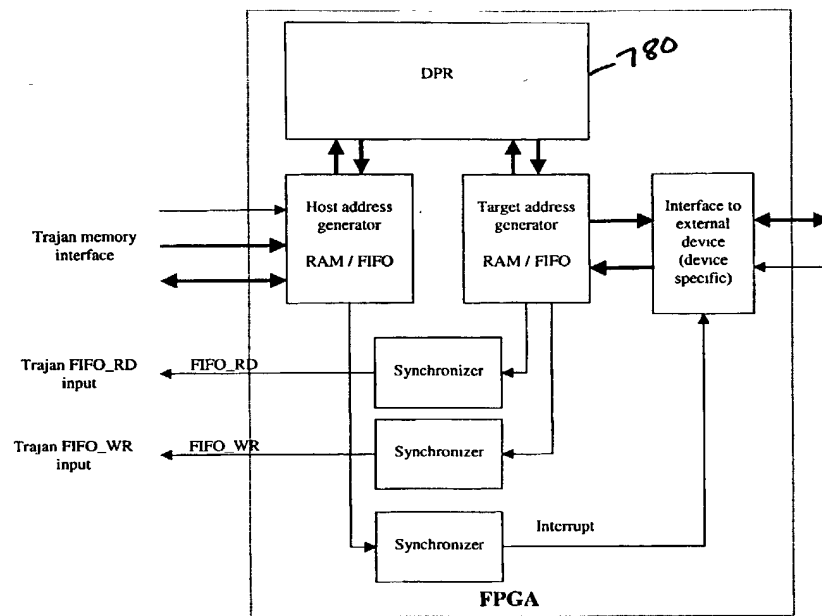 780
DPR
Host address
generator
RAM / FIFO
Target address
generator
RAM / FIFO
Interface to
external
device
(device
specific)
Trajan memory
interface
Trajan FIFO_RD
input
FIFO_RD
Synchronizer
Trajan FIFO_WR
input
FIFO_WR
Synchronizer
Synchronizer
Interrupt
FPGA